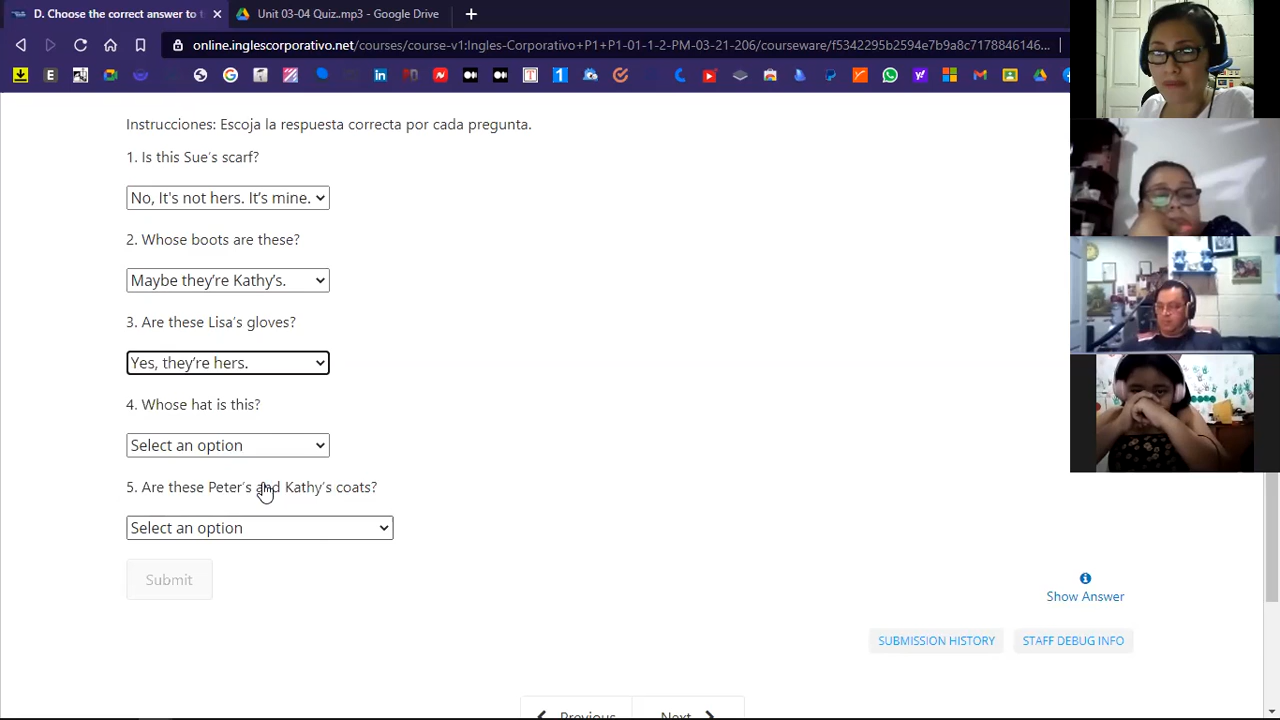 D. Choose the correct answer to t
Unit 03-04 Quiz..mp3 - Google Drive
online.inglescorporativo.net/courses/course-v1:Ingles-Corporativo+P1+P1-01-1-2-PM-03-21-206/courseware/f5342295b2594e7b9a8c7178846146...
Instrucciones: Escoja la respuesta correcta por cada pregunta.
1. Is this Sue's scarf?
No, It's not hers. It's mine.
2. Whose boots are these?
Maybe they're Kathy's.
3. Are these Lisa's gloves?
Yes, they're hers.
4. Whose hat is this?
Select an option
5. Are these Peter's and Kathy's coats?
Select an option
Submit
Show Answer
SUBMISSION HISTORY
STAFF DEBUG INFO
Previous
Next